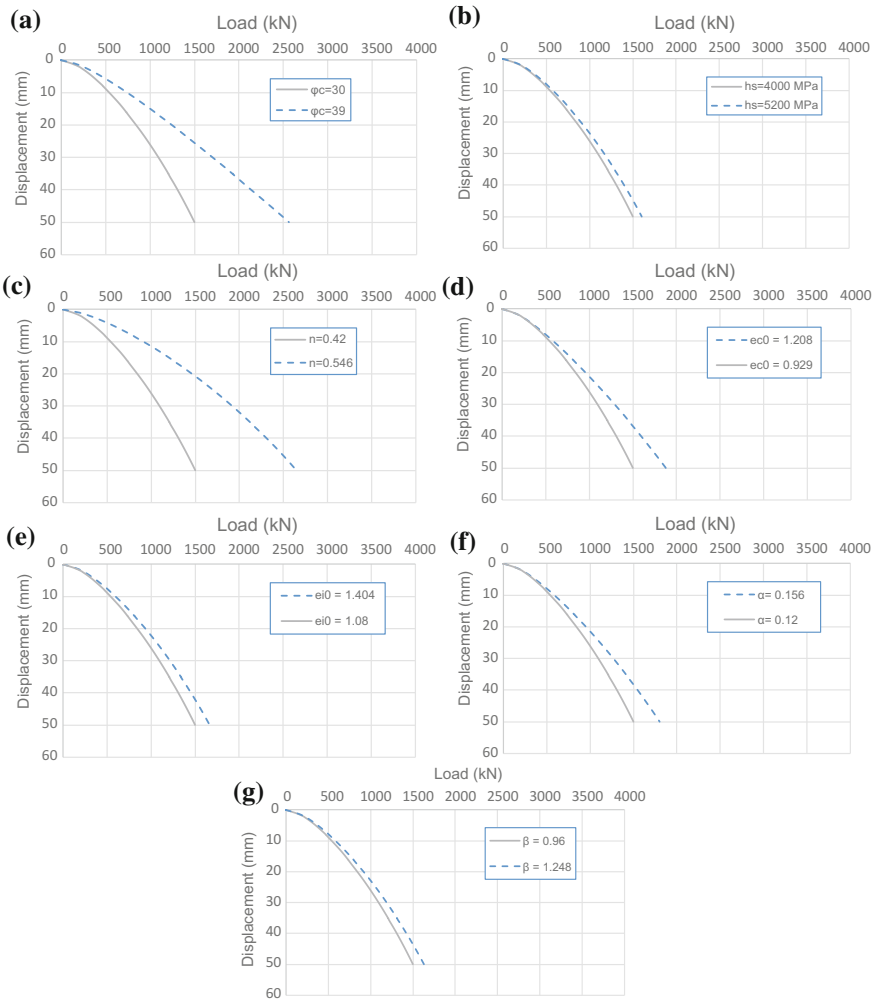 (a)
Load (kN)
0 500 1000 1500 2000 2500 3000 3500 4000
Displacement (mm)
0
10
20
30
40
50
60
φc=30
φc=39
(b)
Load (kN)
0 500 1000 1500 2000 2500 3000 3500 4000
Displacement (mm)
0
10
20
30
40
50
60
hs=4000 MPa
hs=5200 MPa
(c)
Load (kN)
0 500 1000 1500 2000 2500 3000 3500 4000
Displacement (mm)
0
10
20
30
40
50
60
n=0.42
n=0.546
(d)
Load (kN)
0 500 1000 1500 2000 2500 3000 3500 4000
Displacement (mm)
0
10
20
30
40
50
60
ec0 = 1.208
ec0 = 0.929
(e)
Load (kN)
0 500 1000 1500 2000 2500 3000 3500 4000
Displacement (mm)
0
10
20
30
40
50
60
ei0 = 1.404
ei0 = 1.08
(f)
Load (kN)
0 500 1000 1500 2000 2500 3000 3500 4000
Displacement (mm)
0
10
20
30
40
50
60
α= 0.156
α= 0.12
(g)
Load (kN)
0 500 1000 1500 2000 2500 3000 3500 4000
Displacement (mm)
0
10
20
30
40
50
60
β = 0.96
β = 1.248